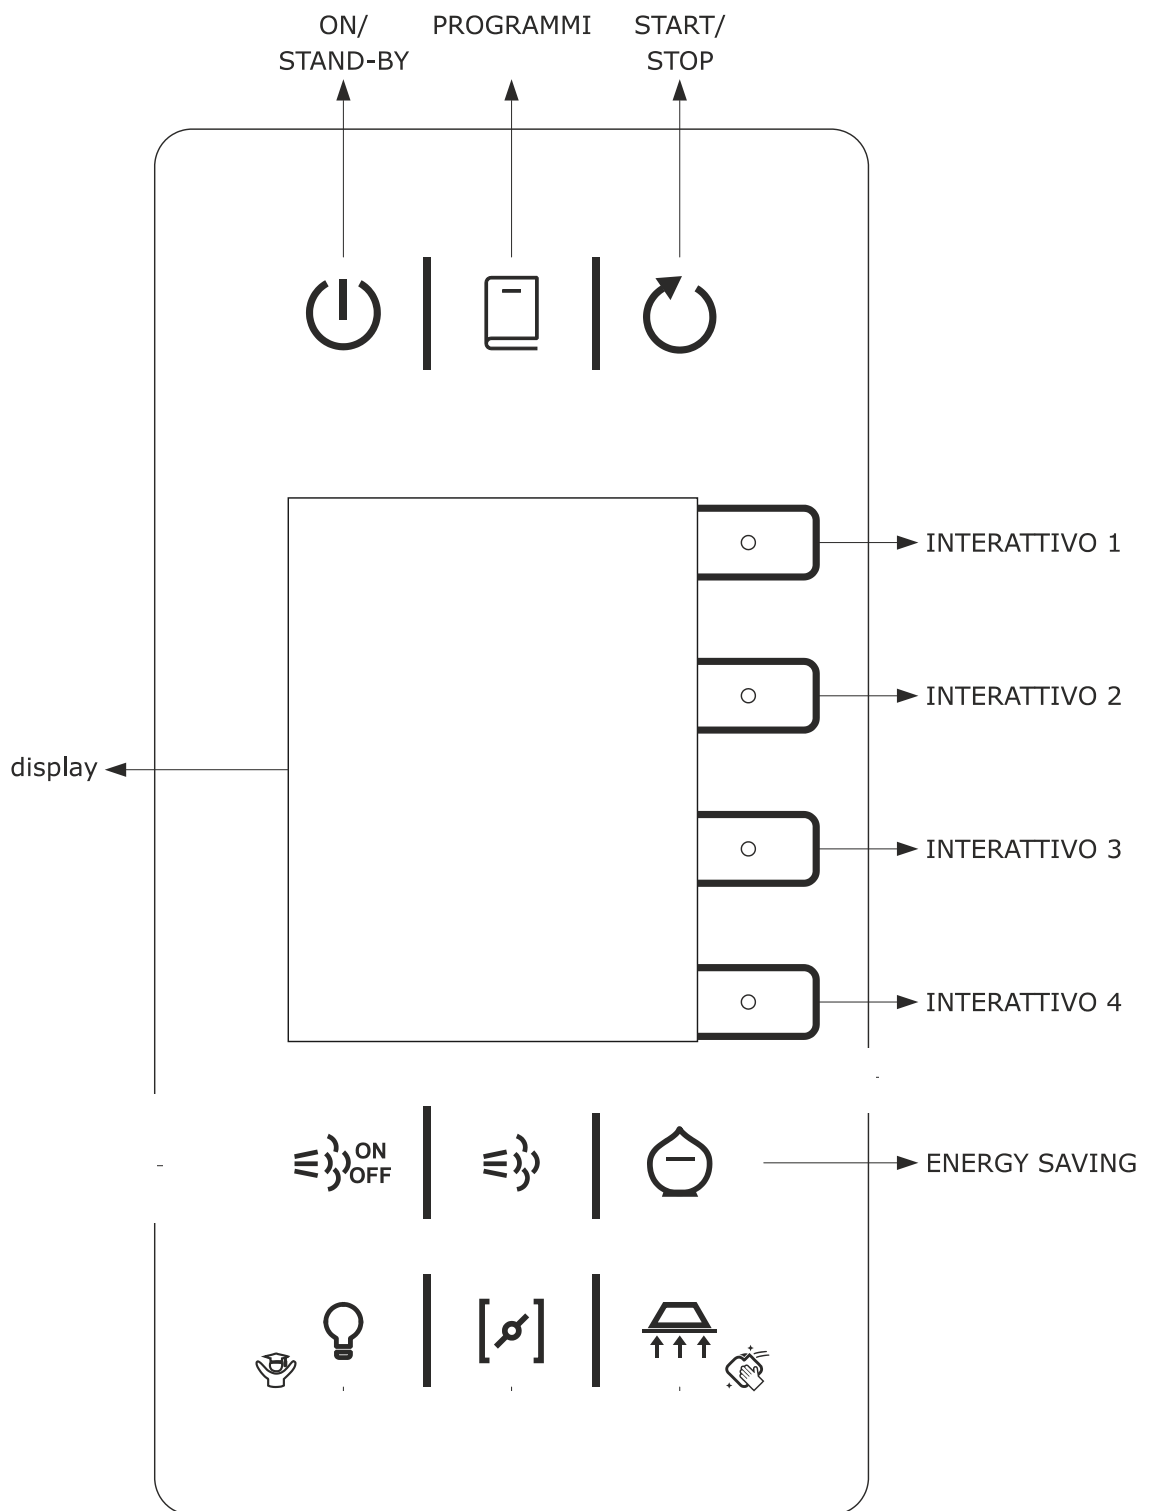 ON/
STAND-BY
PROGRAMMI
START/
STOP
INTERATTIVO 1
INTERATTIVO 2
display
INTERATTIVO 3
INTERATTIVO 4
ON
OFF
ENERGY SAVING